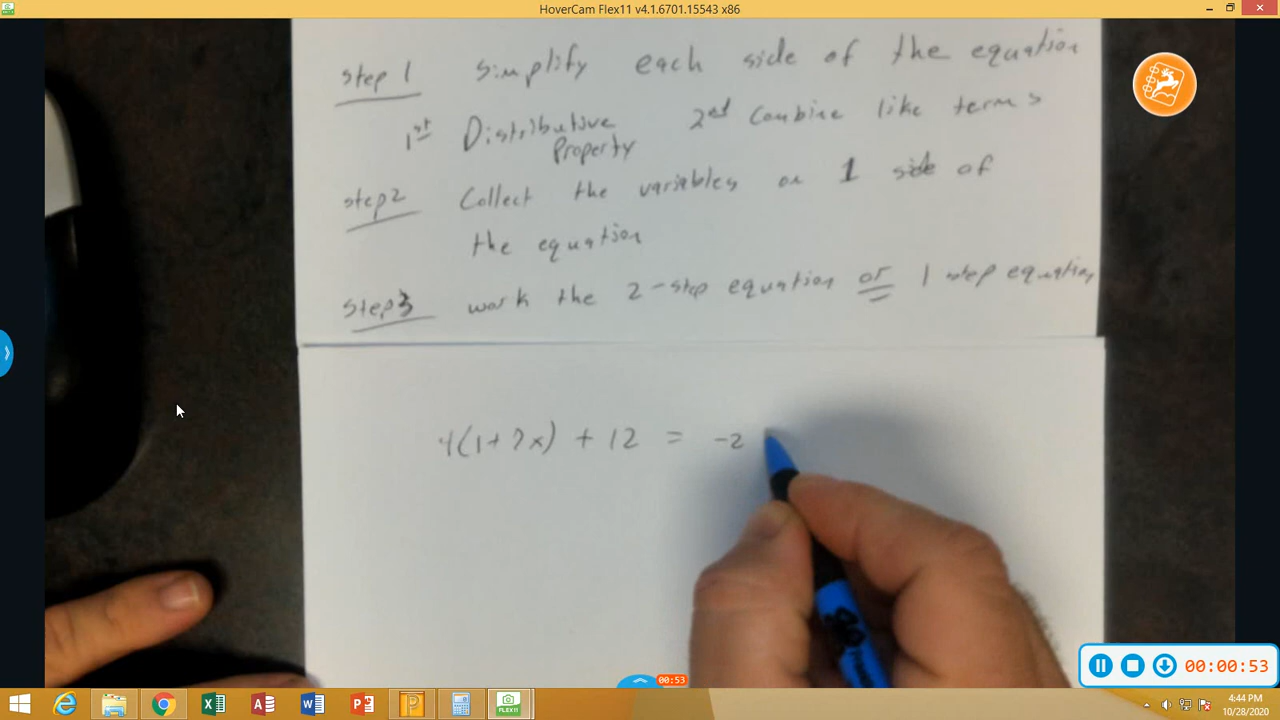 HoverCam Flex11 v4.1.6701.15543 x86
Step 1 Simplify each side of the equation
1st Distributive Property 2nd Combine like terms
Step 2 Collect the variables on 1 side of
the equation
Step 3 work the 2-step equation or 1 step equation
4(1+7x) + 12 = -2
00:00:53
00:53
FLEX11
4:44 PM
10/28/2020